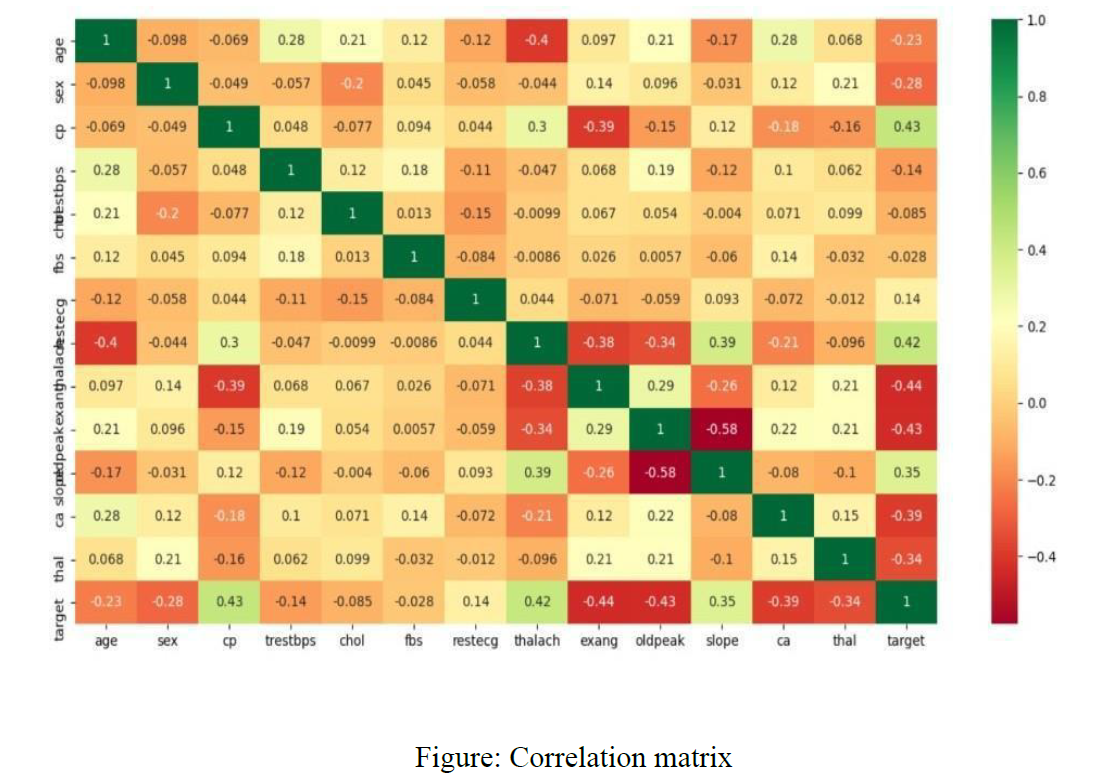 age 1 -0.098 -0.069 0.28 0.21 0.12 -0.12 -0.4 0.097 0.21 -0.17 0.28 0.068 -0.23
sex -0.098 1 -0.049 -0.057 -0.2 0.045 -0.058 -0.044 0.14 0.096 -0.031 0.12 0.21 -0.28
cp -0.069 -0.049 1 0.048 -0.077 0.094 0.044 0.3 -0.39 -0.15 0.12 -0.18 -0.16 0.43
trestbps 0.28 -0.057 0.048 1 0.12 0.18 -0.11 -0.047 0.068 0.19 -0.12 0.1 0.062 -0.14
chol 0.21 -0.2 -0.077 0.12 1 0.013 -0.15 -0.0099 0.067 0.054 -0.004 0.071 0.099 -0.085
fbs 0.12 0.045 0.094 0.18 0.013 1 -0.084 -0.0086 0.026 0.0057 -0.06 0.14 -0.032 -0.028
restecg -0.12 -0.058 0.044 -0.11 -0.15 -0.084 1 0.044 -0.071 -0.059 0.093 -0.072 -0.012 0.14
thalach -0.4 -0.044 0.3 -0.047 -0.0099 -0.0086 0.044 1 -0.38 -0.34 0.39 -0.21 -0.096 0.42
exang 0.097 0.14 -0.39 0.068 0.067 0.026 -0.071 -0.38 1 0.29 -0.26 0.12 0.21 -0.44
oldpeak 0.21 0.096 -0.15 0.19 0.054 0.0057 -0.059 -0.34 0.29 1 -0.58 0.22 0.21 -0.43
slope -0.17 -0.031 0.12 -0.12 -0.004 -0.06 0.093 0.39 -0.26 -0.58 1 -0.08 -0.1 0.35
ca 0.28 0.12 -0.18 0.1 0.071 0.14 -0.072 -0.21 0.12 0.22 -0.08 1 0.15 -0.39
thal 0.068 0.21 -0.16 0.062 0.099 -0.032 -0.012 -0.096 0.21 0.21 -0.1 0.15 1 -0.34
target -0.23 -0.28 0.43 -0.14 -0.085 -0.028 0.14 0.42 -0.44 -0.43 0.35 -0.39 -0.34 1
age sex cp trestbps chol fbs restecg thalach exang oldpeak slope ca thal target
1.0
0.8
0.6
0.4
0.2
0.0
−0.2
−0.4
Figure: Correlation matrix